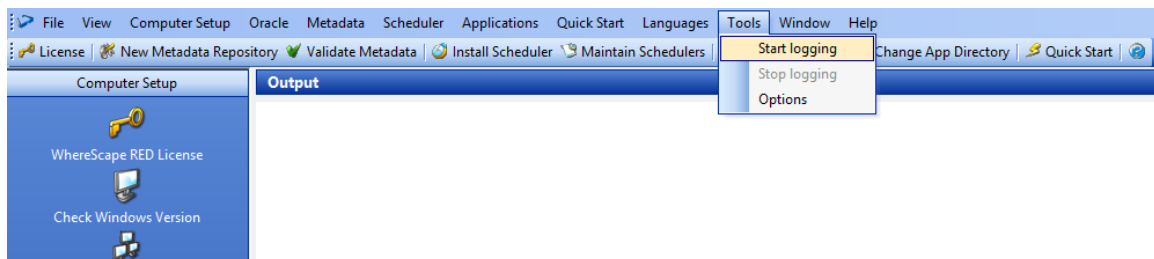 File View Computer Setup Oracle Metadata Scheduler Applications Quick Start Languages Tools Window Help
License New Metadata Repository Validate Metadata Install Scheduler Maintain Schedulers Change App Directory Quick Start
Start logging
Stop logging
Options
Computer Setup
Output
WhereScape RED License
Check Windows Version